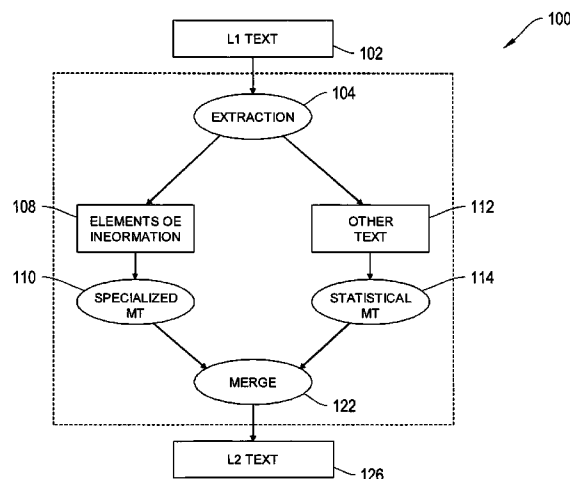 100
L1 TEXT
102
EXTRACTION
104
108
ELEMENTS OE
INEORMATION
OTHER
TEXT
112
110
SPECIALIZED
MT
STATISTICAL
MT
114
MERGE
122
L2 TEXT
126